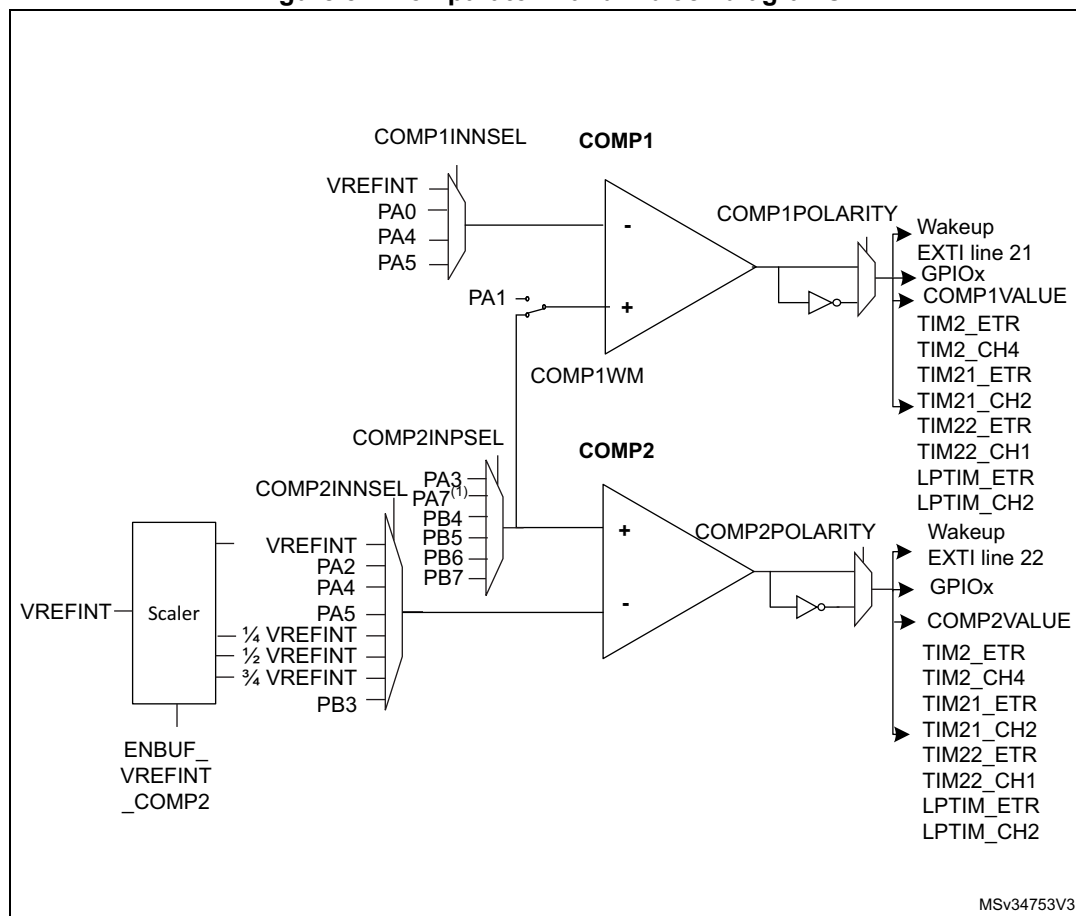 COMP1INNSEL
COMP1
VREFINT
PA0
PA4
PA5
COMP1POLARITY
-
+
PA1
COMP1WM
Wakeup
EXTI line 21
GPIOx
COMP1VALUE
TIM2_ETR
TIM2_CH4
TIM21_ETR
TIM21_CH2
TIM22_ETR
TIM22_CH1
LPTIM_ETR
LPTIM_CH2
COMP2INPSEL
COMP2
PA3
PA7(1)
PB4
PB5
PB6
PB7
COMP2INNSEL
VREFINT
PA2
PA4
PA5
¼ VREFINT
½ VREFINT
¾ VREFINT
PB3
VREFINT
Scaler
ENBUF_
VREFINT
_COMP2
+
-
COMP2POLARITY
Wakeup
EXTI line 22
GPIOx
COMP2VALUE
TIM2_ETR
TIM2_CH4
TIM21_ETR
TIM21_CH2
TIM22_ETR
TIM22_CH1
LPTIM_ETR
LPTIM_CH2
MSv34753V3